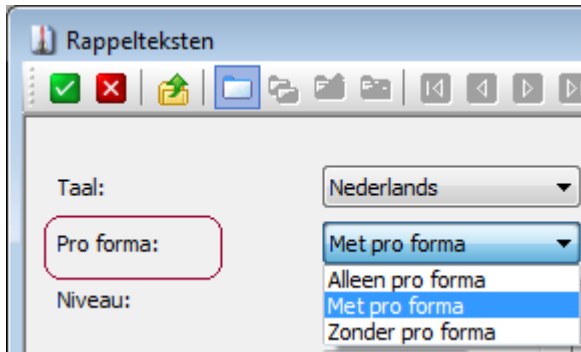 Rappelteksten
Taal:
Nederlands
Pro forma:
Met pro forma
Alleen pro forma
Niveau:
Met pro forma
Zonder pro forma